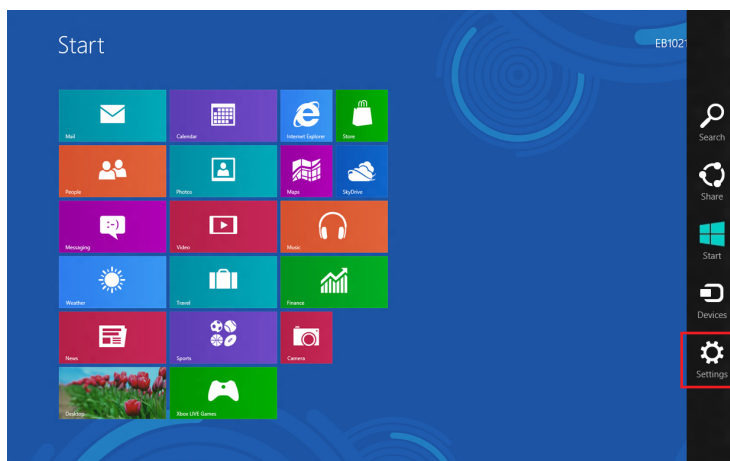 Start
EB1021
Mail
Calendar
Internet Explorer
Store
People
Photos
Maps
SkyDrive
Messaging
:-)
Video
Music
Weather
Travel
Finance
News
Sports
Camera
Desktop
Xbox LIVE Games
Search
Share
Start
Devices
Settings